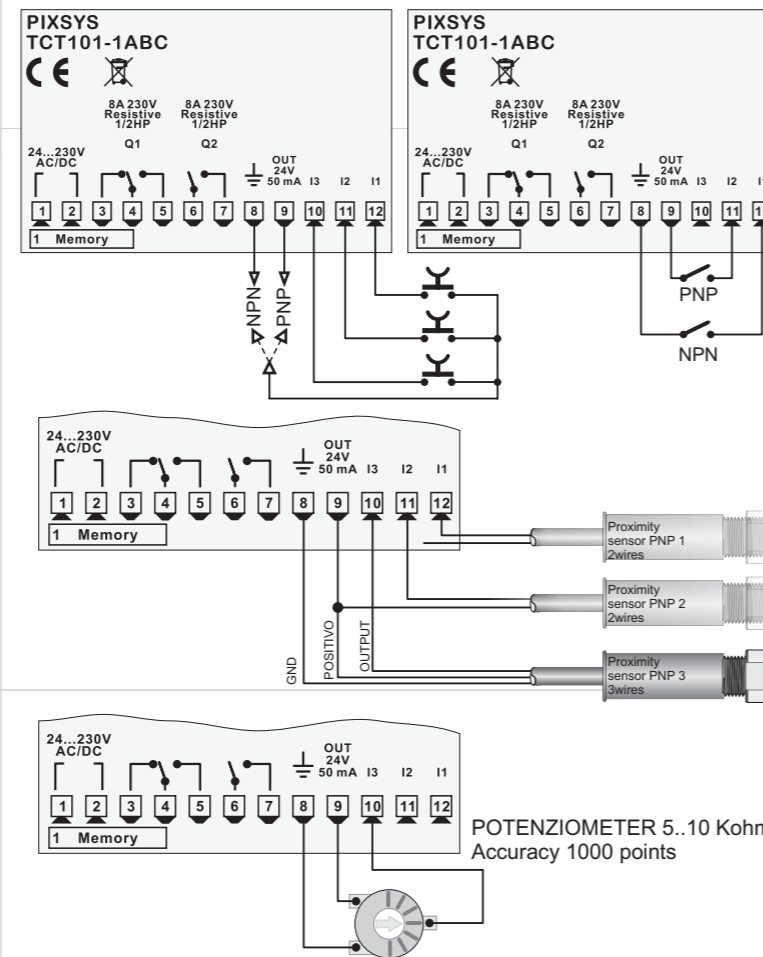 PIXSYS
TCT101-1ABC
8A 230V
Resistive
1/2HP
8A 230V
Resistive
1/2HP
Q1
Q2
24...230V
AC/DC
OUT
24V
50 mA
I3
I2
I1
1 2 3 4 5 6 7 8 9 10 11 12
1 Memory
NPN
PNP
PIXSYS
TCT101-1ABC
8A 230V
Resistive
1/2HP
8A 230V
Resistive
1/2HP
Q1
Q2
24...230V
AC/DC
OUT
24V
50 mA
I3
I2
1 2 3 4 5 6 7 8 9 10 11
1 Memory
PNP
NPN
24...230V
AC/DC
OUT
24V
50 mA
I3
I2
I1
1 2 3 4 5 6 7 8 9 10 11 12
1 Memory
GND
POSITIVO
OUTPUT
Proximity
sensor PNP 1
2wires
Proximity
sensor PNP 2
2wires
Proximity
sensor PNP 3
3wires
24...230V
AC/DC
OUT
24V
50 mA
I3
I2
I1
1 2 3 4 5 6 7 8 9 10 11 12
1 Memory
POTENZIOMETER 5..10 Kohm
Accuracy 1000 points